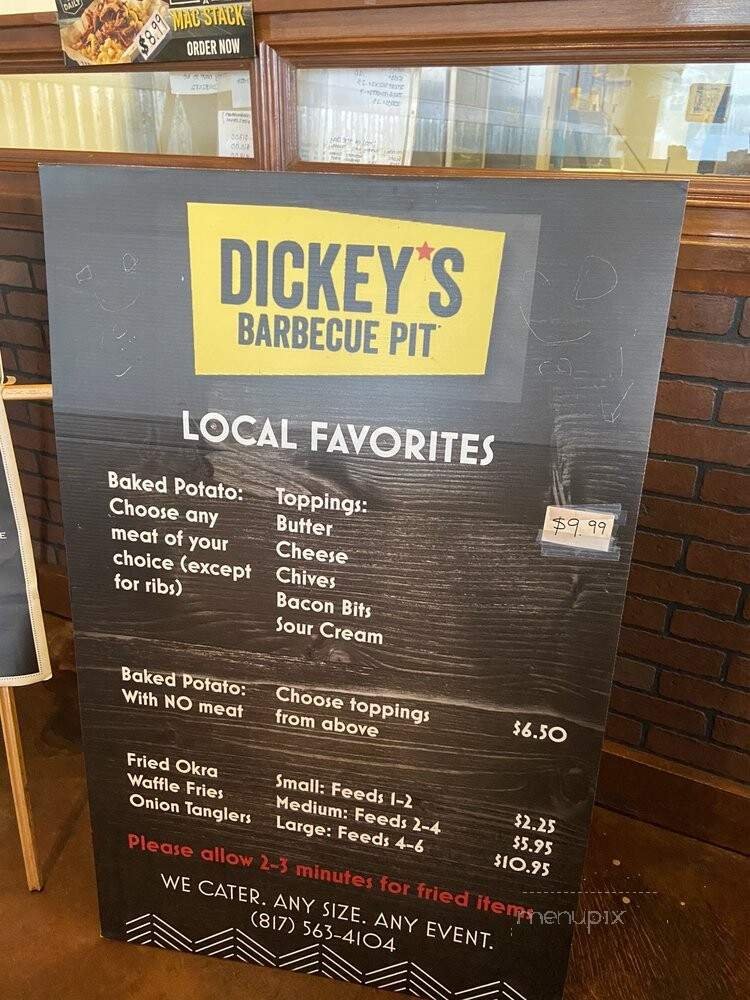 DAILY
MAC STACK
$8.99
ORDER NOW
DICKEY'S
BARBECUE PIT
LOCAL FAVORITES
Baked Potato:
Choose any
meat of your
choice (except
for ribs)
Toppings:
Butter
Cheese
Chives
Bacon Bits
Sour Cream
$9.99
Baked Potato:
With NO meat
Choose toppings
from above
$6.50
Fried Okra
Waffle Fries
Onion Tanglers
Small: Feeds 1-2
Medium: Feeds 2-4
Large: Feeds 4-6
$2.25
$5.95
$10.95
Please allow 2-3 minutes for fried items
WE CATER. ANY SIZE. ANY EVENT.
(817) 563-4104
menupix